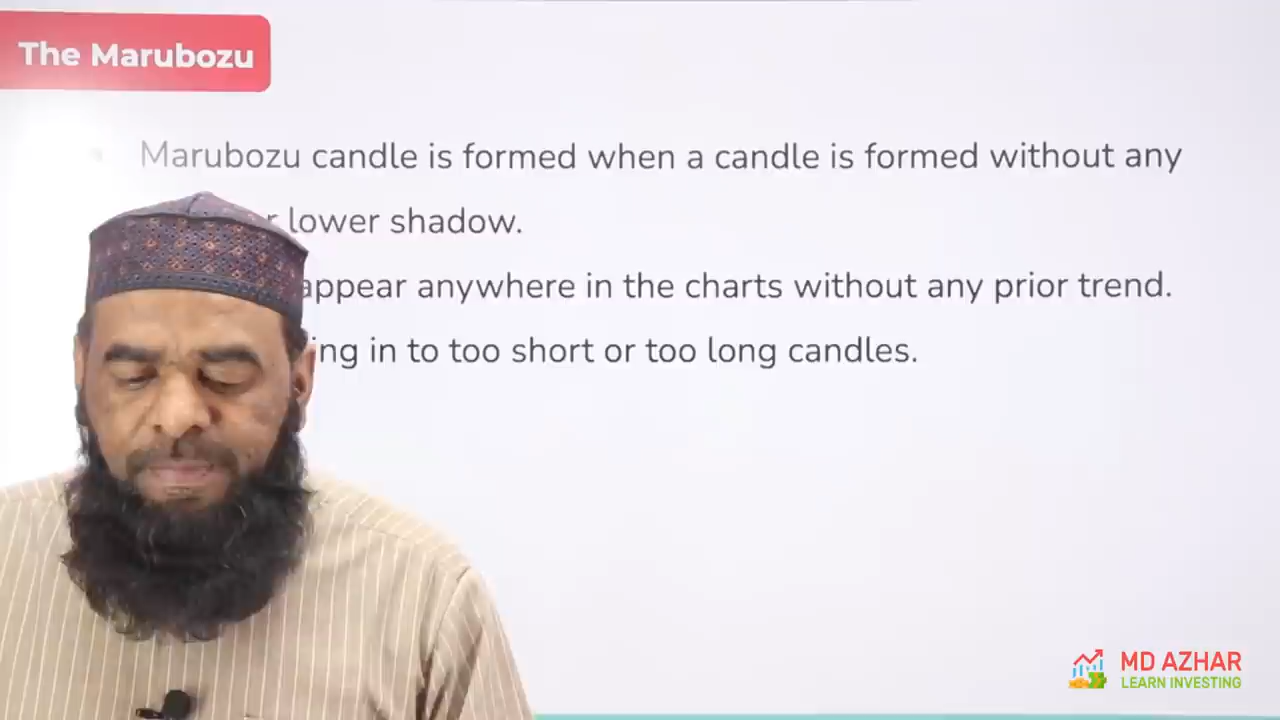 The Marubozu
Marubozu candle is formed when a candle is formed without any
lower shadow.
appear anywhere in the charts without any prior trend.
in to too short or too long candles.
MD AZHAR
LEARN INVESTING